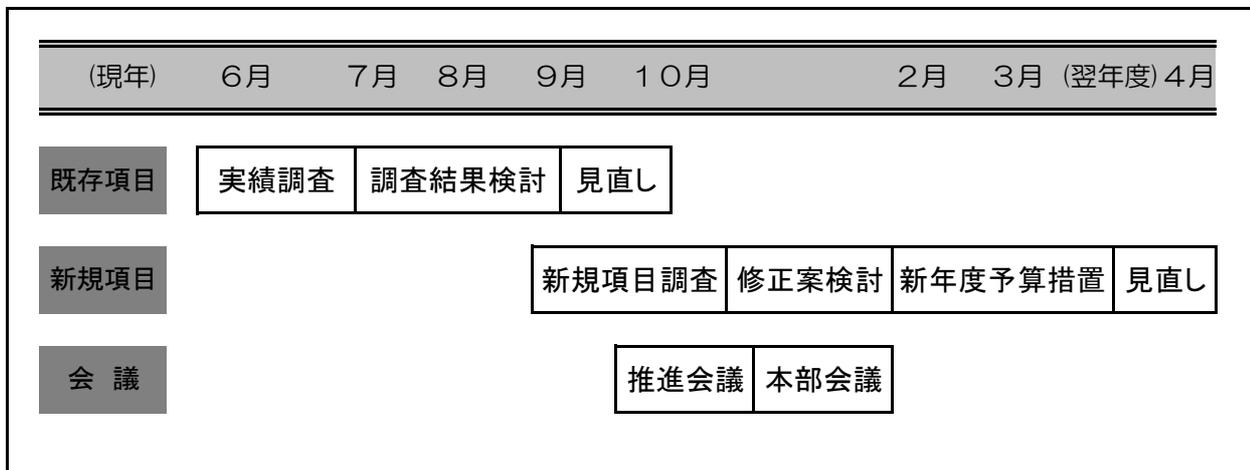 (現年) 6月 7月 8月 9月 10月 2月 3月 (翌年度)4月
既存項目 実績調査 調査結果検討 見直し
新規項目 新規項目調査 修正案検討 新年度予算措置 見直し
会 議 推進会議 本部会議